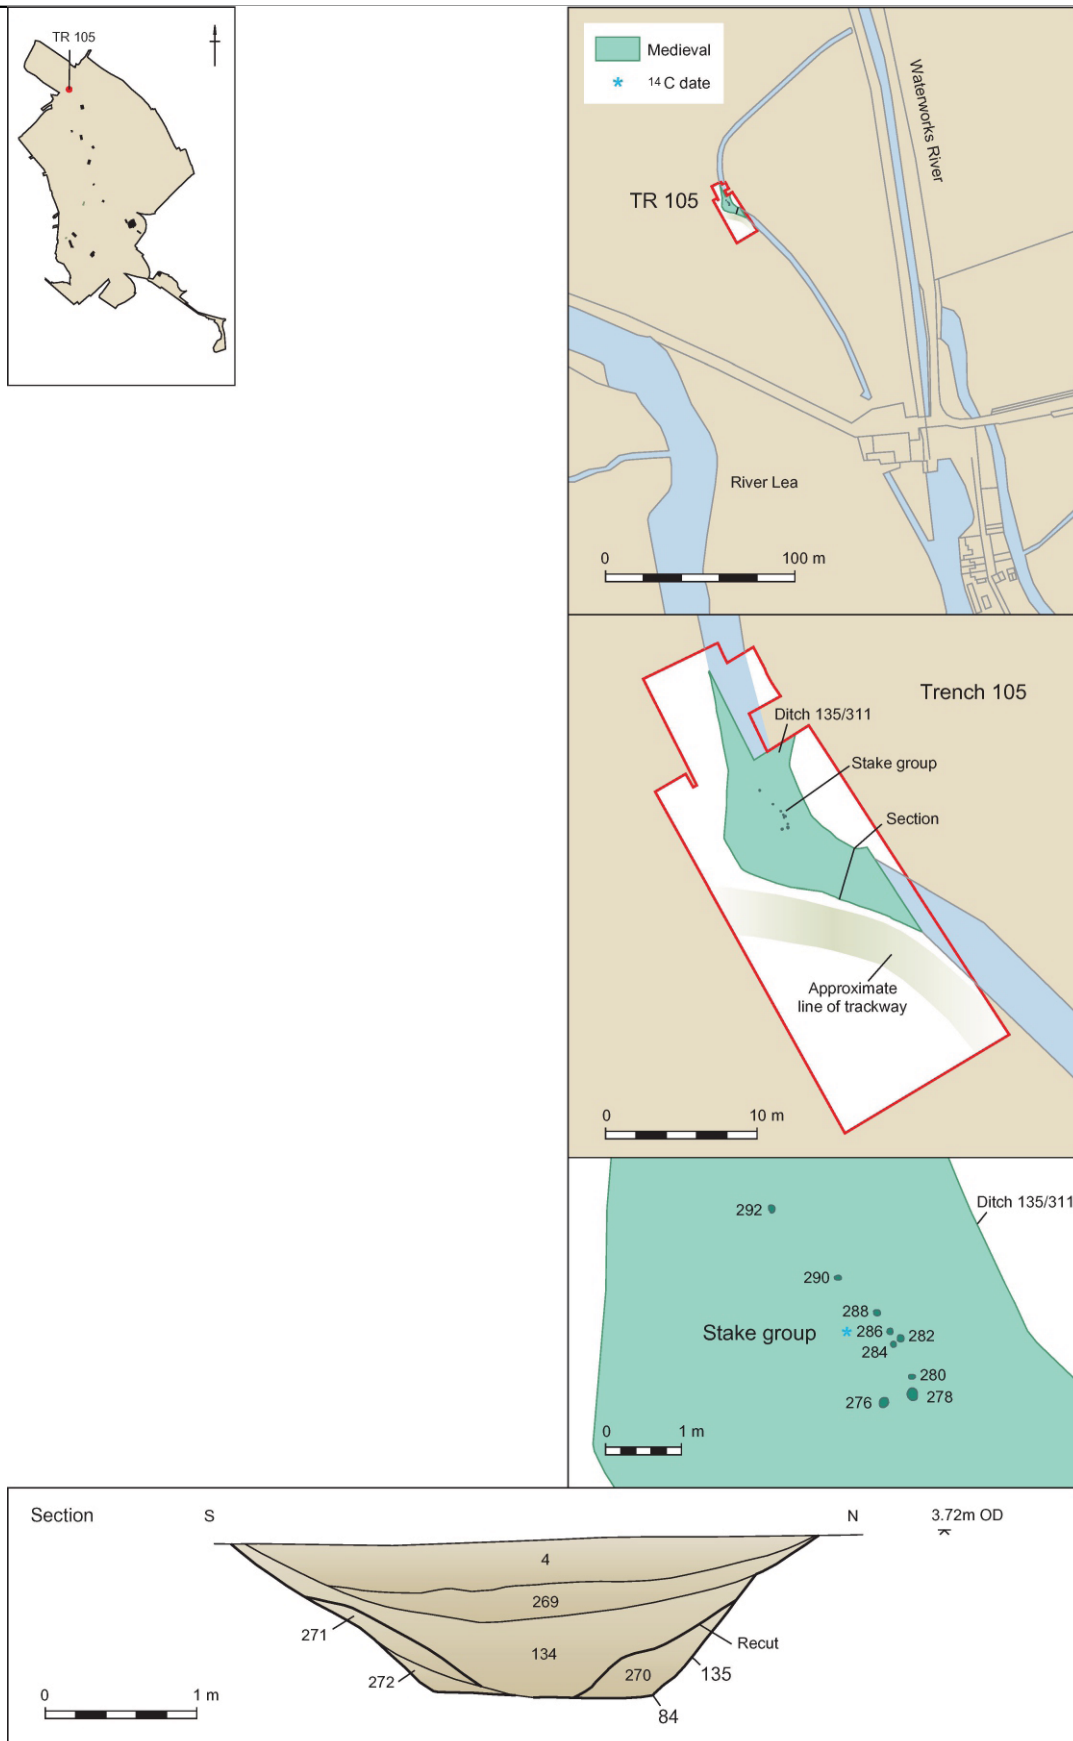 TR 105
Medieval
* ¹⁴C date
Waterworks River
TR 105
River Lea
0 100 m
Trench 105
Ditch 135/311
Stake group
Section
Approximate
line of trackway
0 10 m
Ditch 135/311
292
290
288
Stake group * 286 282
284
280
276 278
0 1 m
Section S N 3.72m OD
4
269
271 Recut
134
272 270 135
0 1 m
84